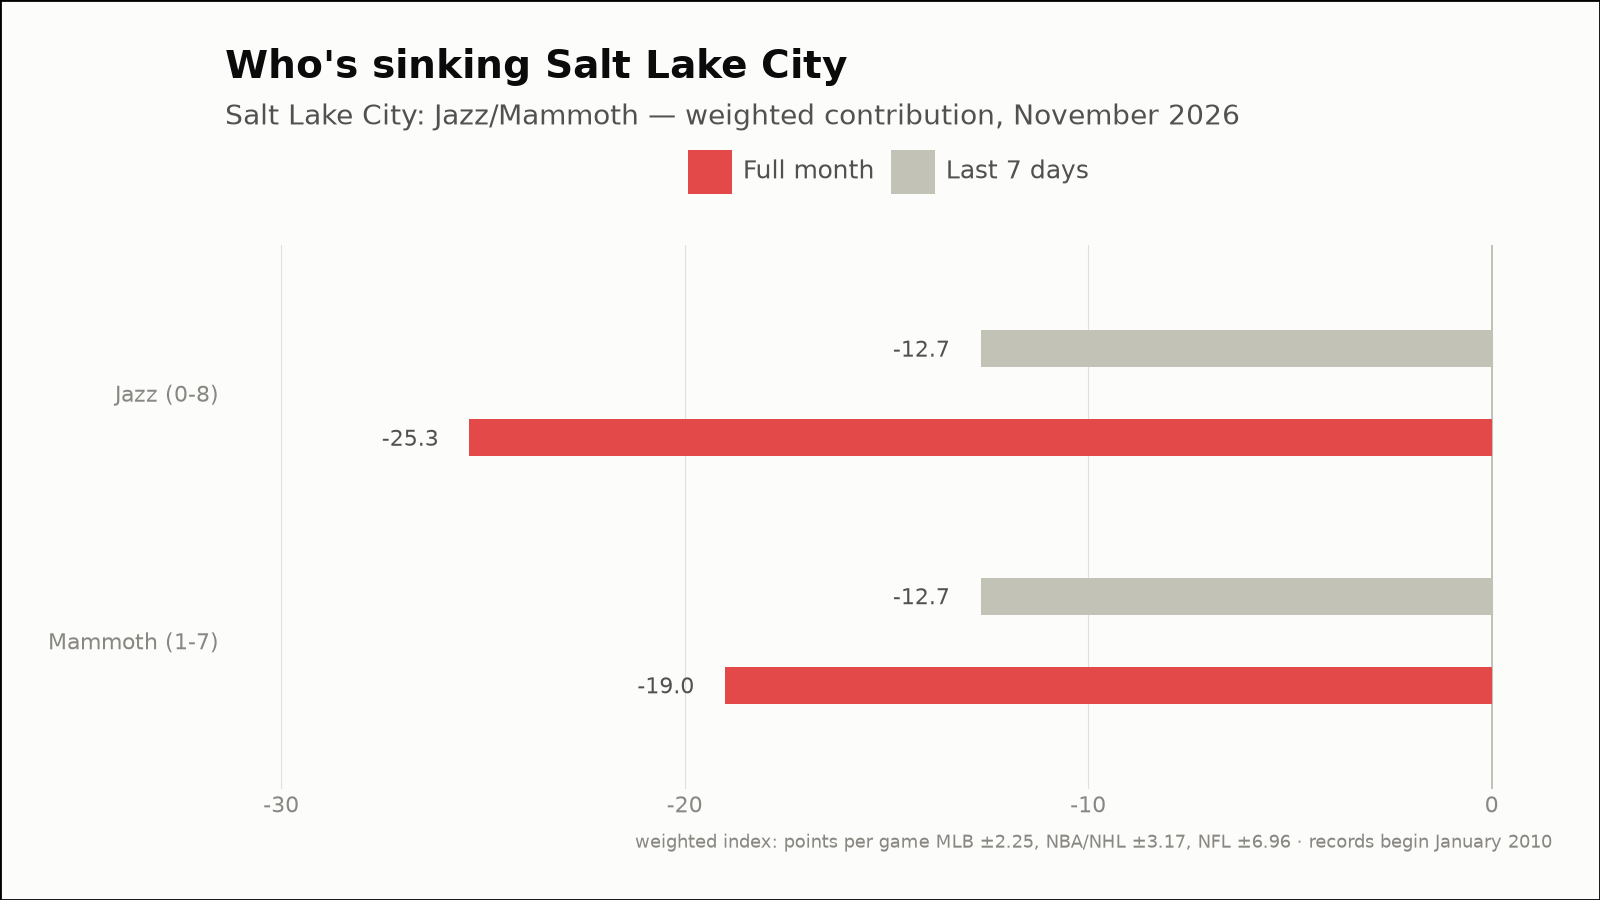 Who's sinking Salt Lake City
Salt Lake City: Jazz/Mammoth — weighted contribution, November 2026
Full month
Last 7 days
-12.7
Jazz (0-8)
-25.3
-12.7
Mammoth (1-7)
-19.0
-30
-20
-10
0
weighted index: points per game MLB ±2.25, NBA/NHL ±3.17, NFL ±6.96 · records begin January 2010